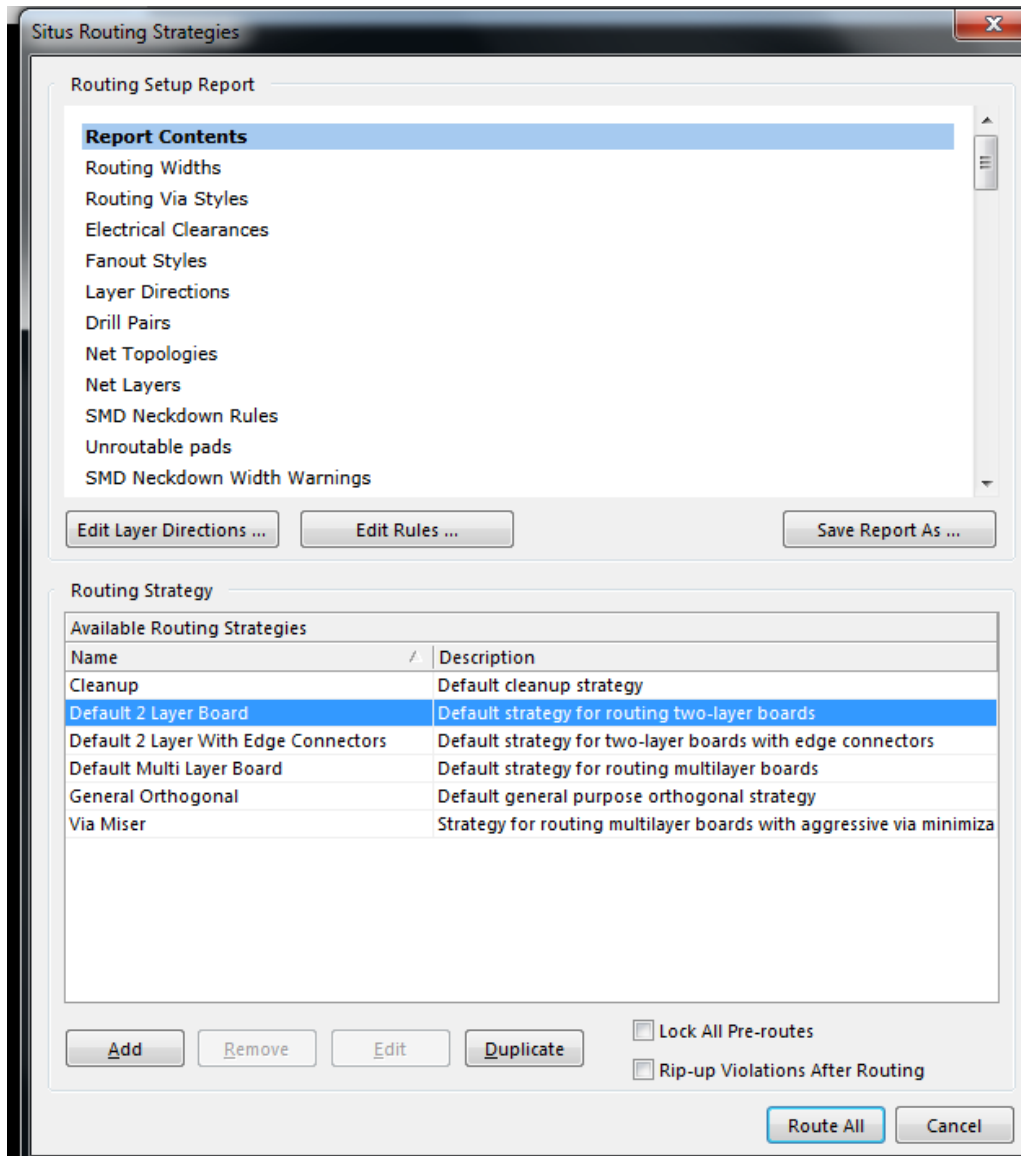 Situs Routing Strategies
Routing Setup Report
Report Contents
Routing Widths
Routing Via Styles
Electrical Clearances
Fanout Styles
Layer Directions
Drill Pairs
Net Topologies
Net Layers
SMD Neckdown Rules
Unroutable pads
SMD Neckdown Width Warnings
Edit Layer Directions ... Edit Rules ... Save Report As ...
Routing Strategy
Available Routing Strategies
Name Description
Cleanup Default cleanup strategy
Default 2 Layer Board Default strategy for routing two-layer boards
Default 2 Layer With Edge Connectors Default strategy for two-layer boards with edge connectors
Default Multi Layer Board Default strategy for routing multilayer boards
General Orthogonal Default general purpose orthogonal strategy
Via Miser Strategy for routing multilayer boards with aggressive via minimiza
Add Remove Edit Duplicate Lock All Pre-routes
Rip-up Violations After Routing
Route All Cancel